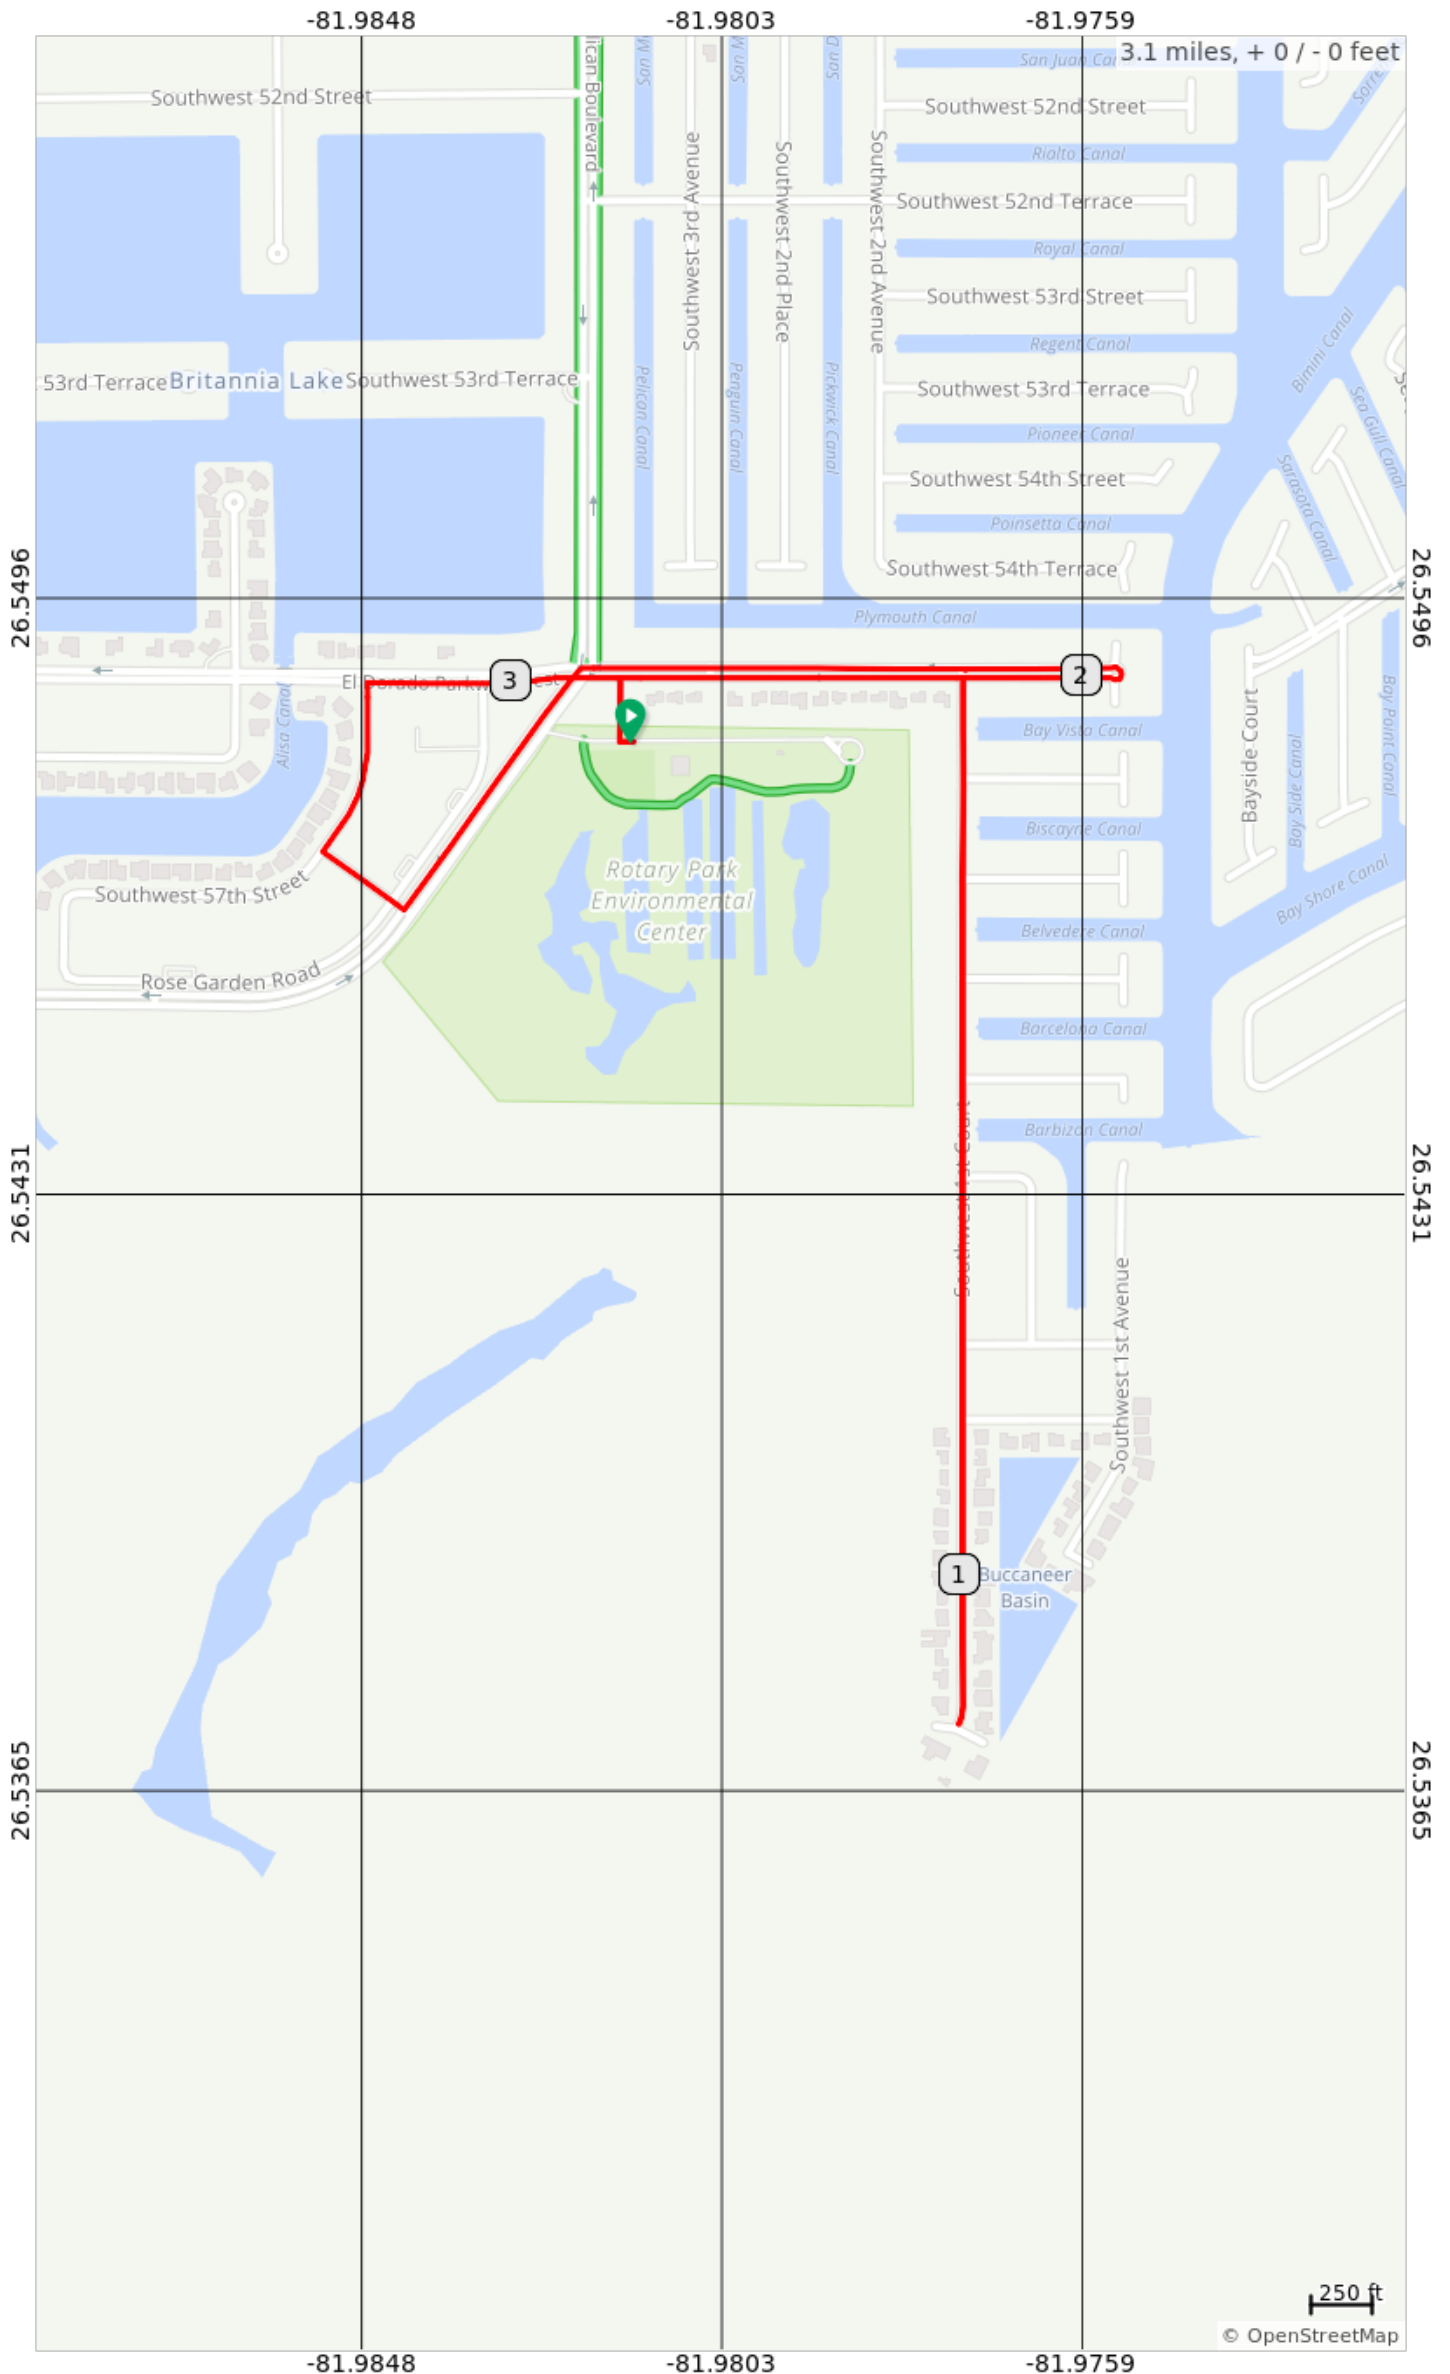 -81.9848
-81.9803
-81.9759
3.1 miles, + 0 / - 0 feet
Southwest 52nd Street
Southwest 52nd Street
Rialto Canal
Southwest 3rd Avenue
Southwest 2nd Place
Southwest 2nd Avenue
Southwest 52nd Terrace
Royal Canal
Southwest 53rd Street
Regent Canal
Bimini Canal
53rd Terrace
Britannia Lake
Southwest 53rd Terrace
Southwest 53rd Terrace
Pelican Canal
Penguin Canal
Pickwick Canal
Sea Gull Canal
Pioneer Canal
Southwest 54th Street
Sarasota Canal
Poinsetta Canal
Southwest 54th Terrace
26.5496
26.5496
Plymouth Canal
2
3
Alisa Canal
Bay Vista Canal
Bayside Court
Bay Side Canal
Bay Point Canal
Biscayne Canal
Rotary Park
Environmental
Center
Southwest 57th Street
Bay Shore Canal
Belvedere Canal
Rose Garden Road
Barcelona Canal
Barbizon Canal
26.5431
26.5431
Southwest 1st Court
Southwest 1st Avenue
1
Buccaneer
Basin
26.5365
26.5365
250 ft
© OpenStreetMap
-81.9848
-81.9803
-81.9759